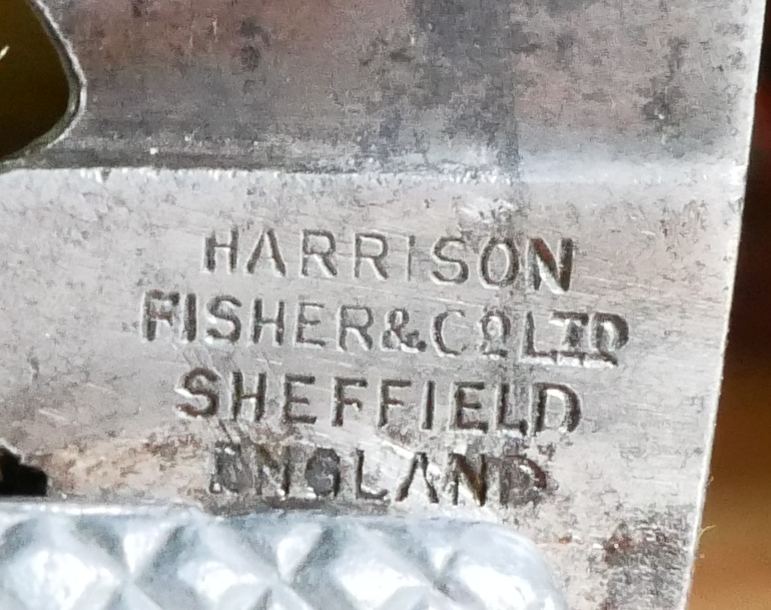 HARRISON
FISHER & Cº LTD
SHEFFIELD
ENGLAND